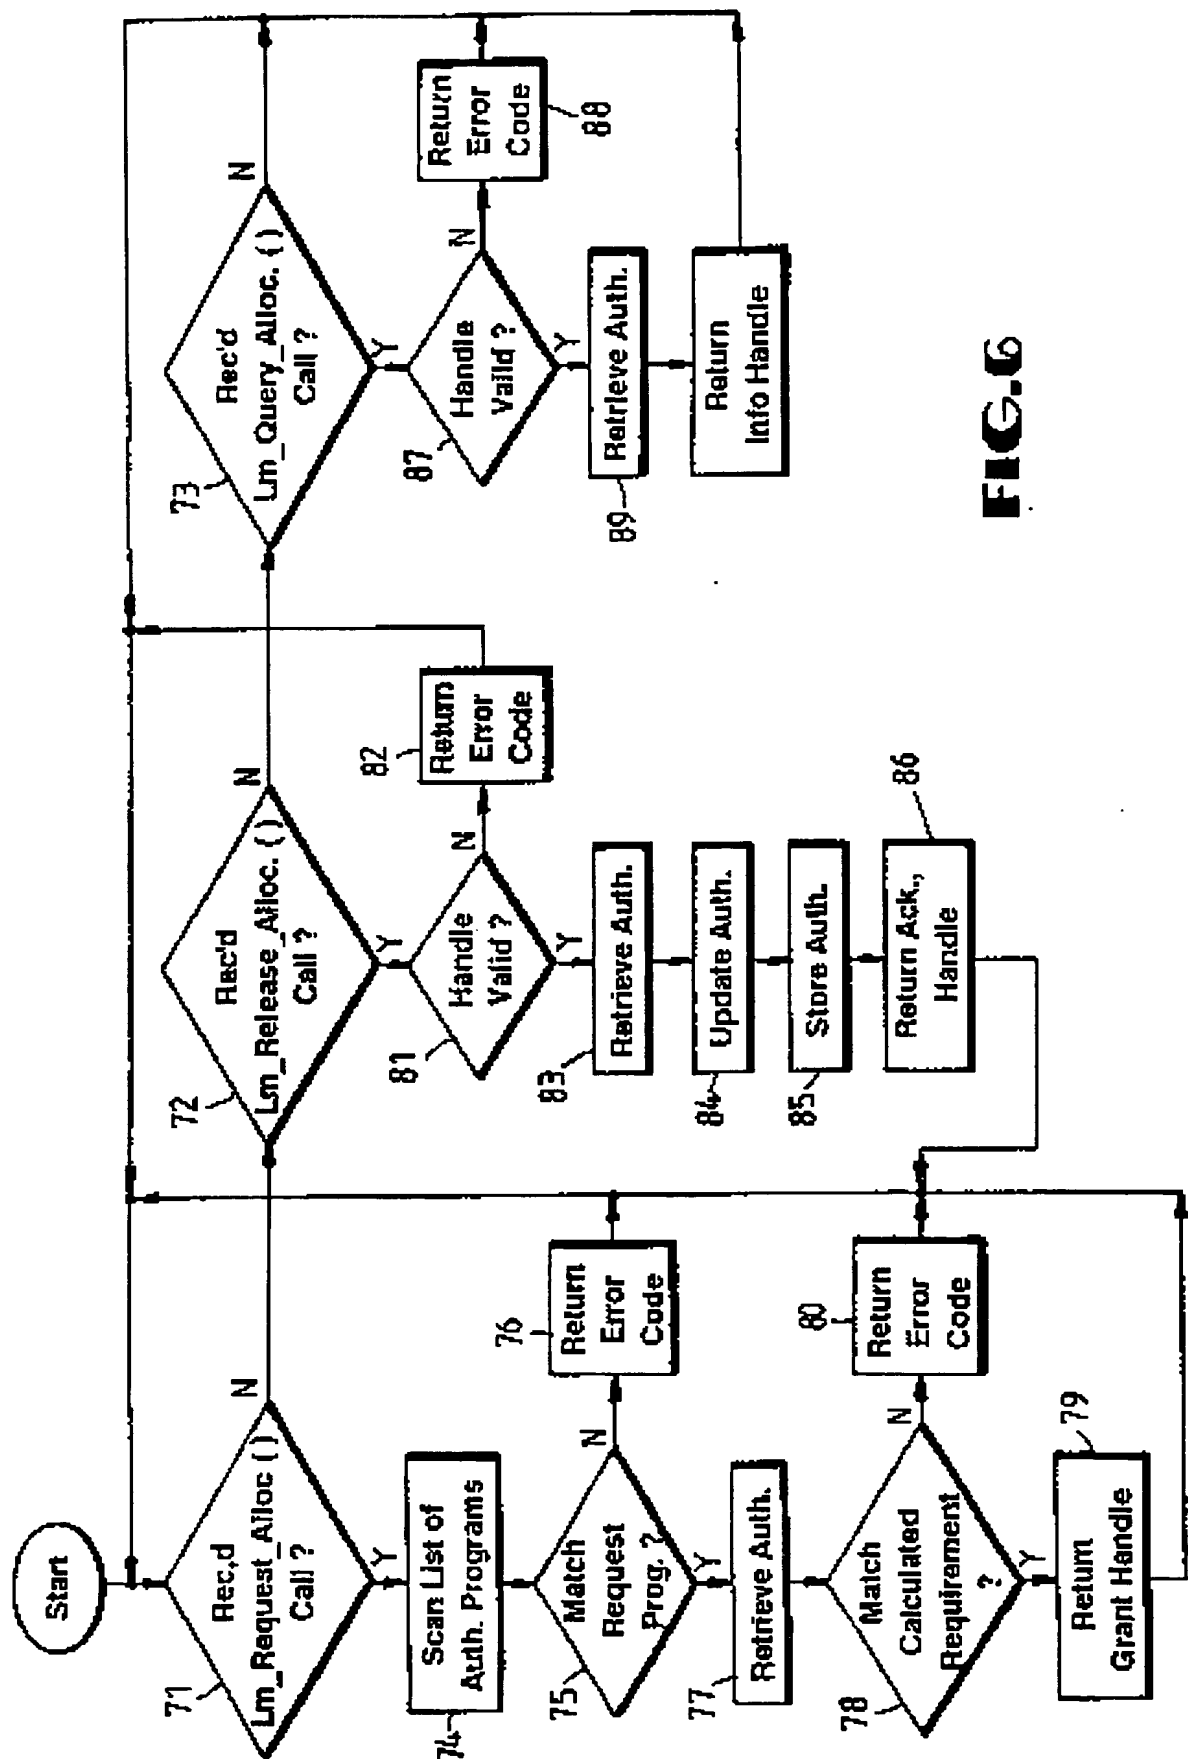 Start
71
Rec,d
Lm_Request_Alloc ( )
Call ?
N
Y
Scan List of
Auth. Programs
74
75
Match
Request
Prog. ?
N
Y
76
Return
Error
Code
77
Retrieve Auth.
78
Match
Calculated
Requirement
?
N
Y
80
Return
Error
Code
79
Return
Grant Handle
72
Rec'd
Lm_Release_Alloc. ( )
Call ?
N
Y
81
Handle
Valid ?
N
Y
82
Return
Error
Code
83
Retrieve Auth.
84
Update Auth.
85
Store Auth.
86
Return Ack.,
Handle
73
Rec'd
Lm_Query_Alloc. ( )
Call ?
N
Y
87
Handle
Valid ?
N
Y
88
Return
Error
Code
89
Retrieve Auth.
Return
Info Handle
FIG.6